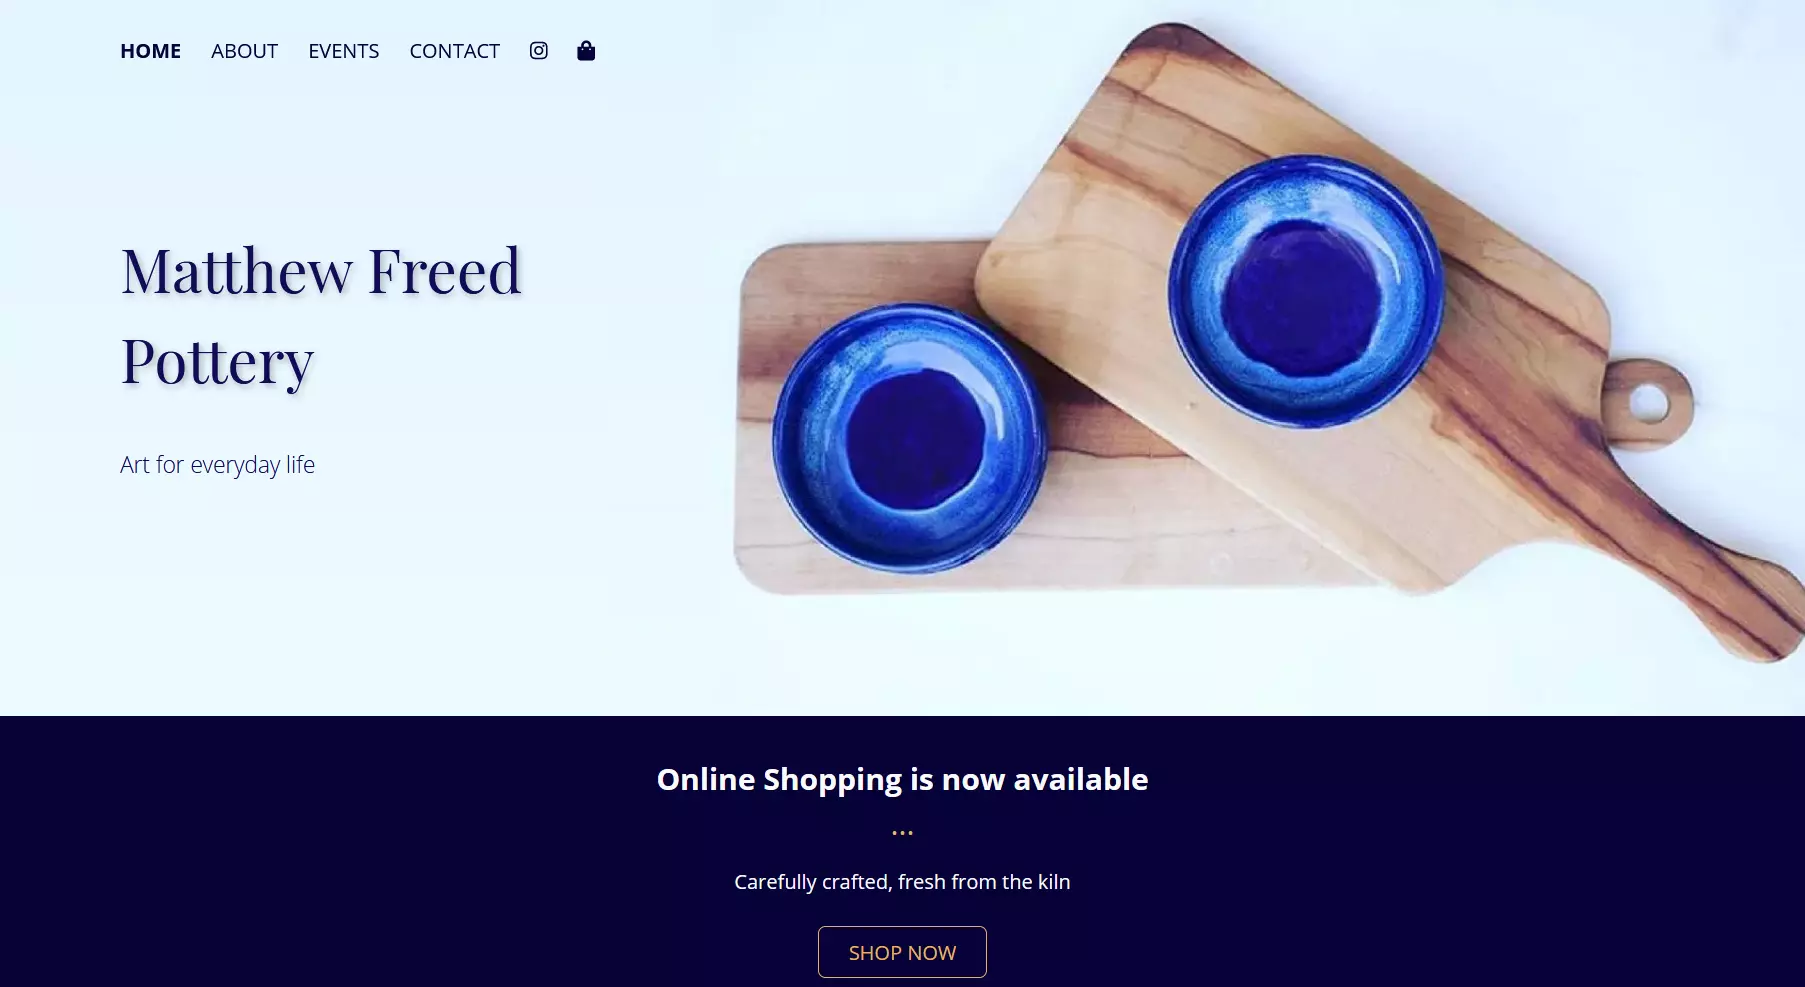 HOME ABOUT EVENTS CONTACT
Matthew Freed
Pottery
Art for everyday life
Online Shopping is now available
...
Carefully crafted, fresh from the kiln
SHOP NOW